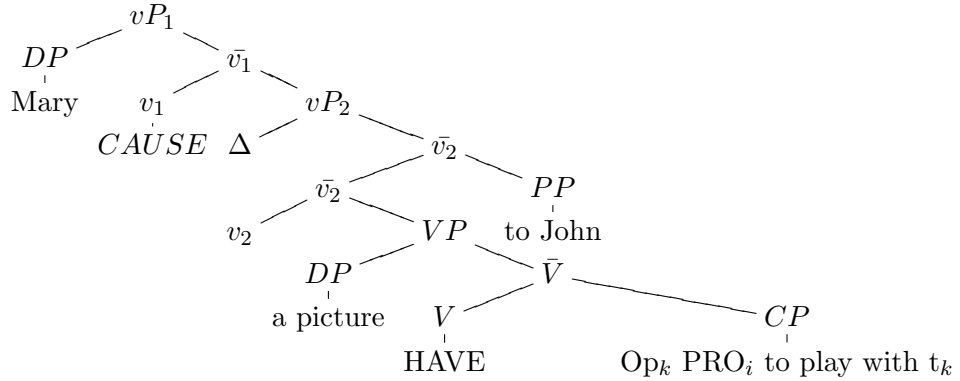 vP₁
DP v̄₁
Mary v₁ vP₂
CAUSE Δ v̄₂
v̄₂ PP
v₂ VP to John
DP V̄
a picture V CP
HAVE Opₖ PROᵢ to play with tₖ